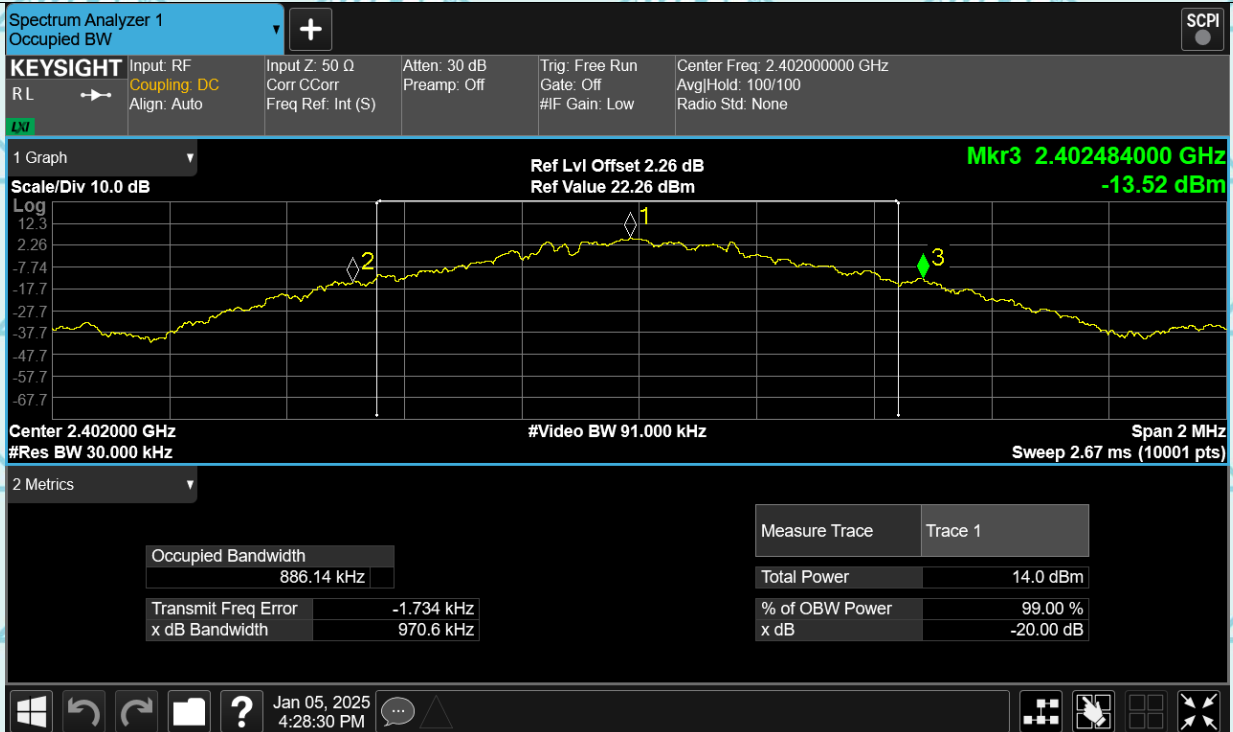 Spectrum Analyzer 1
Occupied BW
SCPI
KEYSIGHT
R L
LXI
Input: RF
Coupling: DC
Align: Auto
Input Z: 50 Ω
Corr CCorr
Freq Ref: Int (S)
Atten: 30 dB
Preamp: Off
Trig: Free Run
Gate: Off
#IF Gain: Low
Center Freq: 2.402000000 GHz
Avg|Hold: 100/100
Radio Std: None
1 Graph
Scale/Div 10.0 dB
Ref Lvl Offset 2.26 dB
Ref Value 22.26 dBm
Mkr3 2.402484000 GHz
-13.52 dBm
Log
12.3
2.26
-7.74
-17.7
-27.7
-37.7
-47.7
-57.7
-67.7
1
2
3
Center 2.402000 GHz
#Video BW 91.000 kHz
Span 2 MHz
#Res BW 30.000 kHz
Sweep 2.67 ms (10001 pts)
2 Metrics
Occupied Bandwidth
886.14 kHz
Transmit Freq Error -1.734 kHz
x dB Bandwidth 970.6 kHz
Measure Trace Trace 1
Total Power 14.0 dBm
% of OBW Power 99.00 %
x dB -20.00 dB
?
Jan 05, 2025
4:28:30 PM